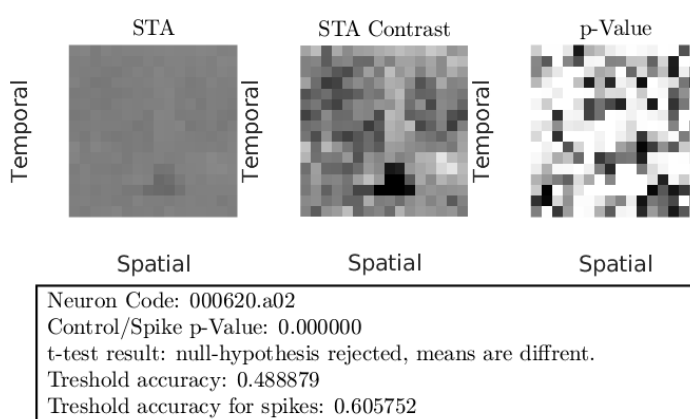 STA
STA Contrast
p-Value
Temporal
Temporal
Temporal
Spatial
Spatial
Spatial
Neuron Code: 000620.a02
Control/Spike p-Value: 0.000000
t-test result: null-hypothesis rejected, means are diffrent.
Treshold accuracy: 0.488879
Treshold accuracy for spikes: 0.605752